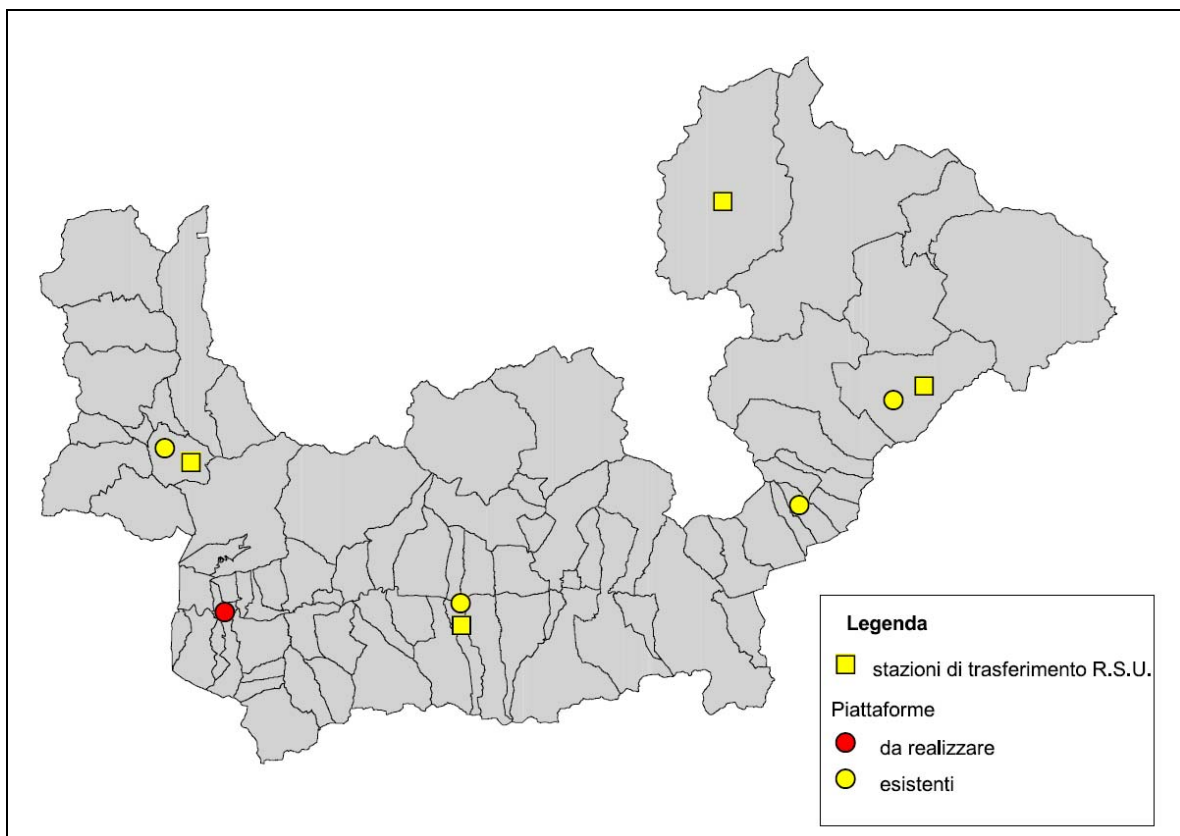 Legenda
stazioni di trasferimento R.S.U.
Piattaforme
da realizzare
esistenti